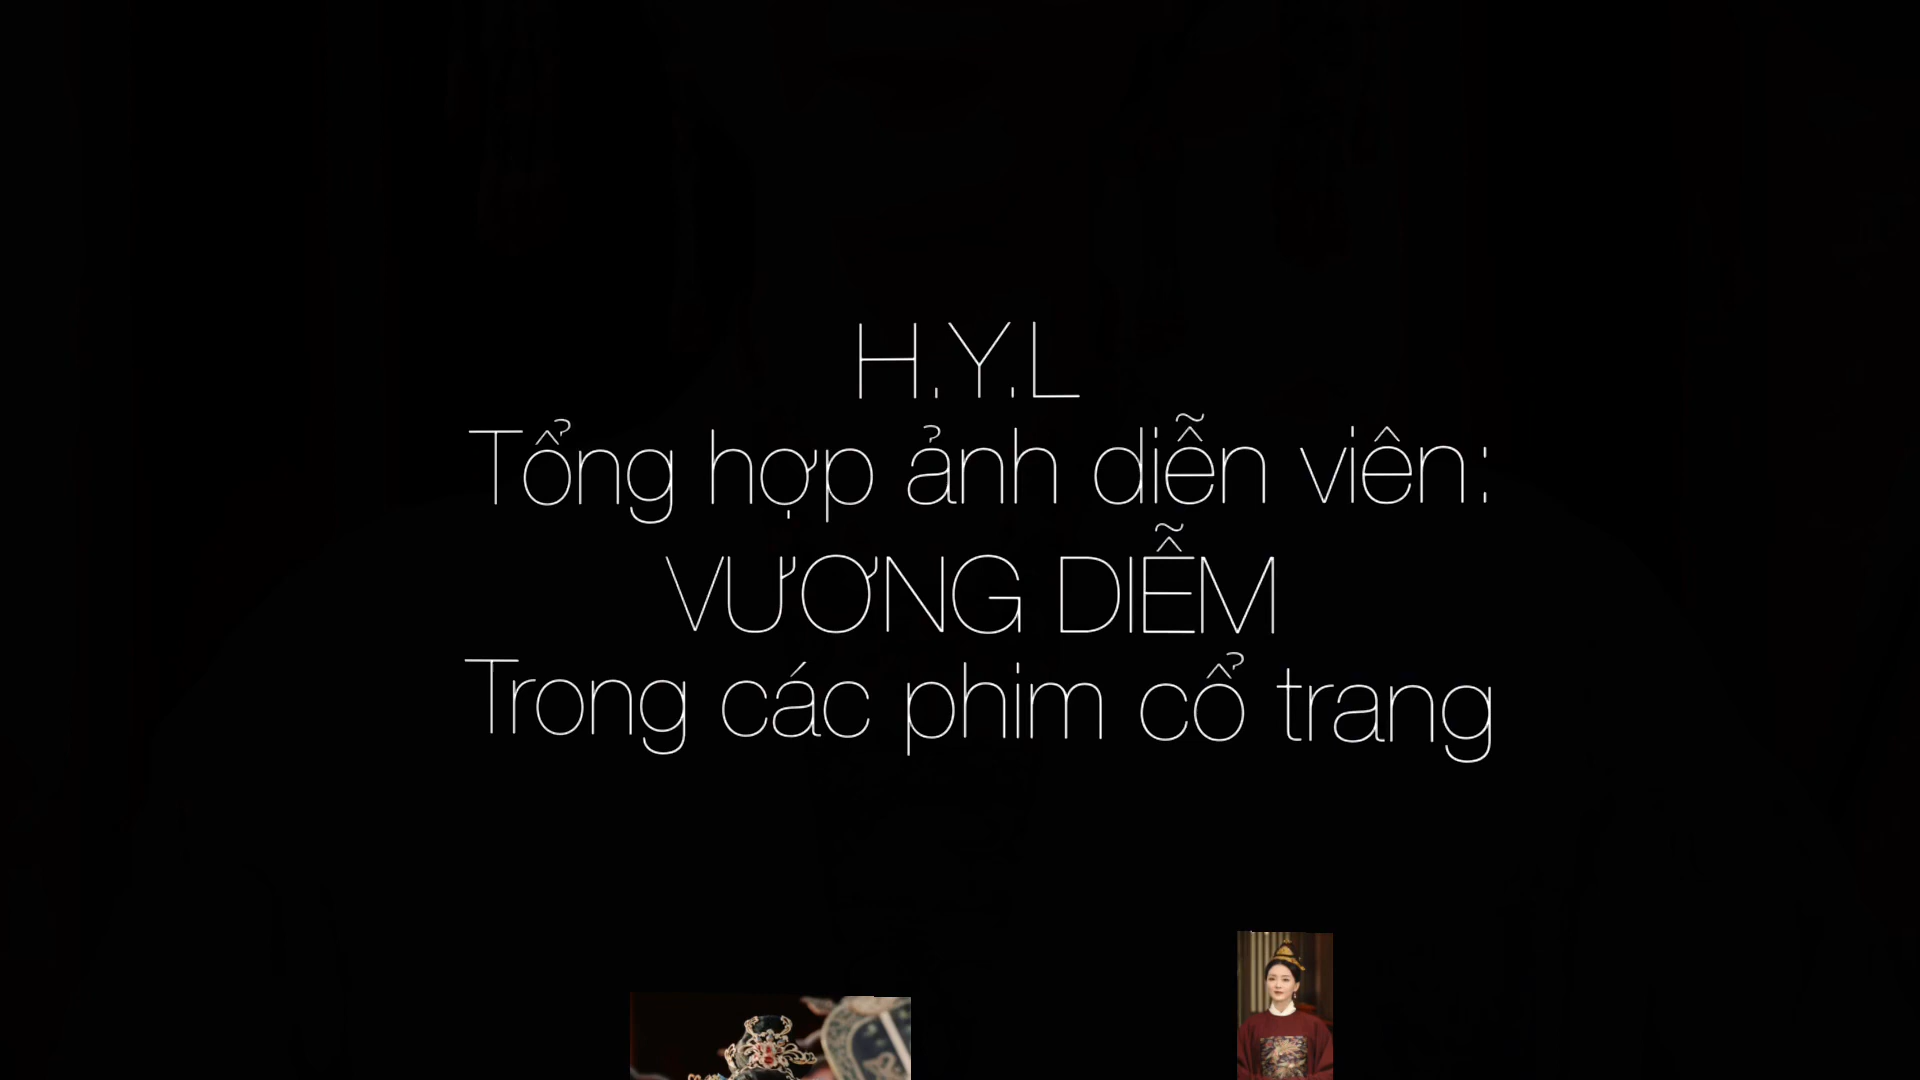 H.Y.L
Tổng hợp ảnh diễn viên:
VƯƠNG DIỄM
Trong các phim cổ trang